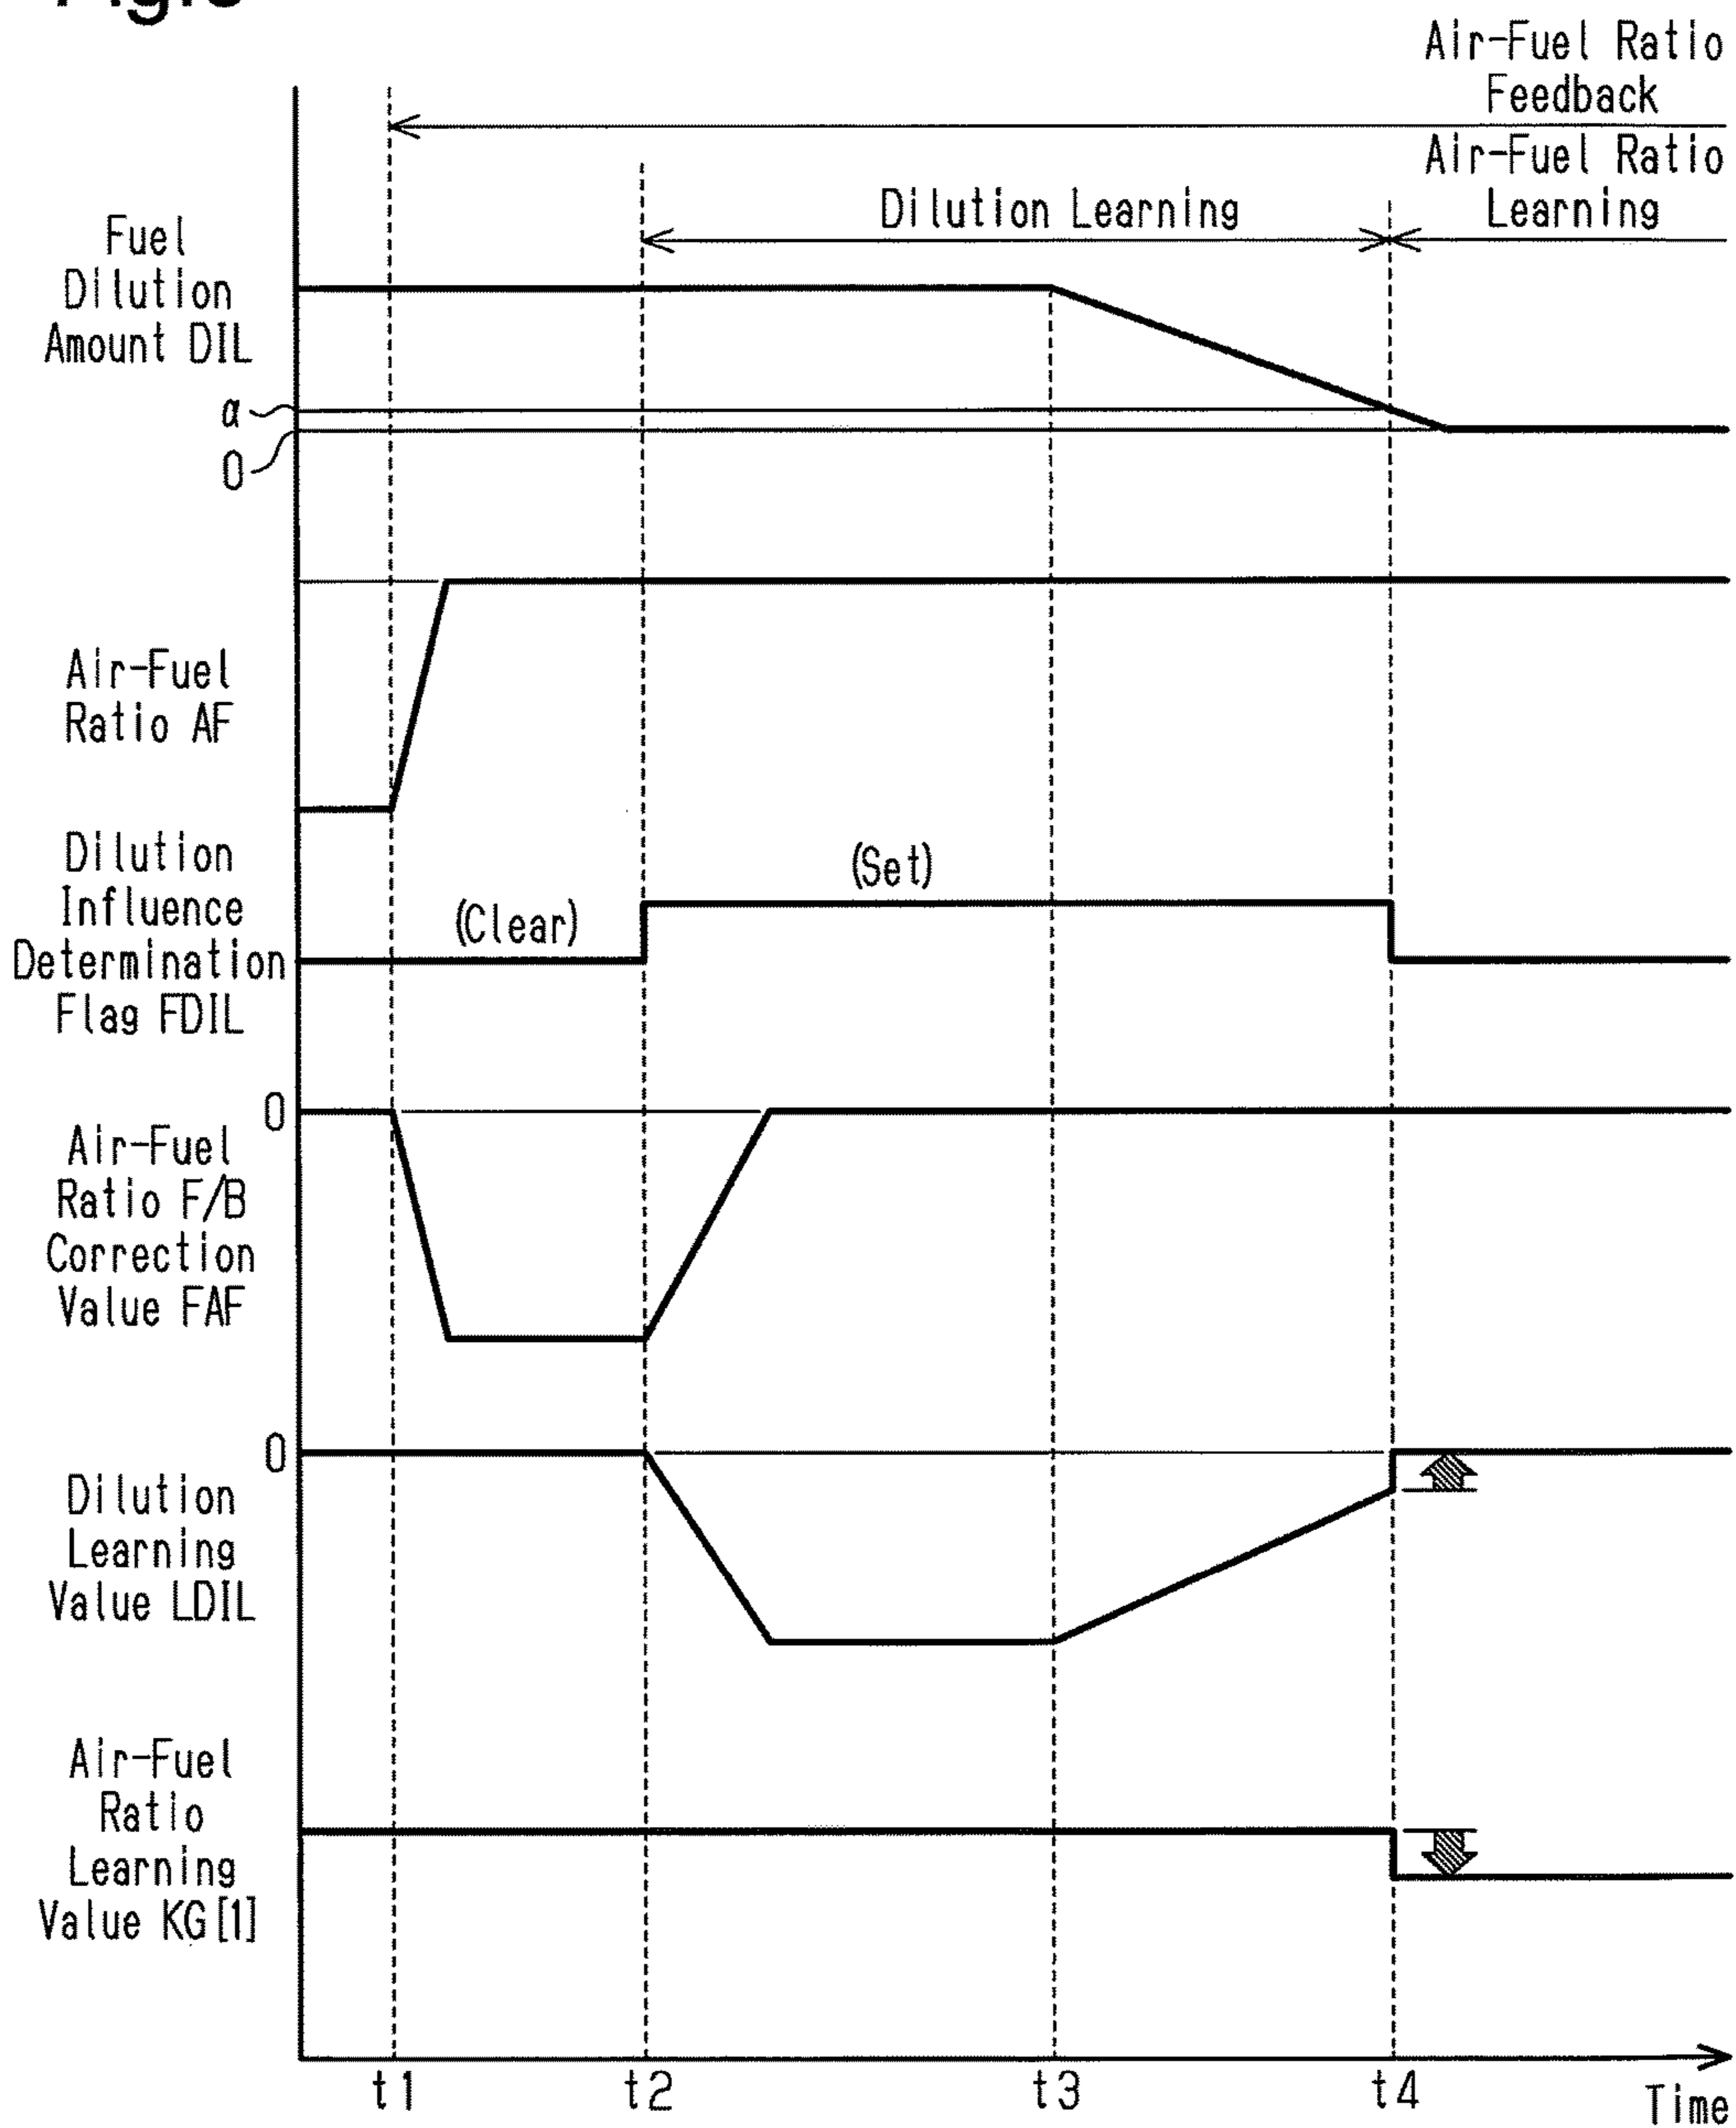 Air-Fuel Ratio
Feedback
Air-Fuel Ratio
Learning
Dilution Learning
Fuel
Dilution
Amount DIL
α
0
Air-Fuel
Ratio AF
Dilution
Influence
Determination
Flag FDIL
(Clear)
(Set)
0
Air-Fuel
Ratio F/B
Correction
Value FAF
0
Dilution
Learning
Value LDIL
Air-Fuel
Ratio
Learning
Value KG[1]
t1
t2
t3
t4
Time